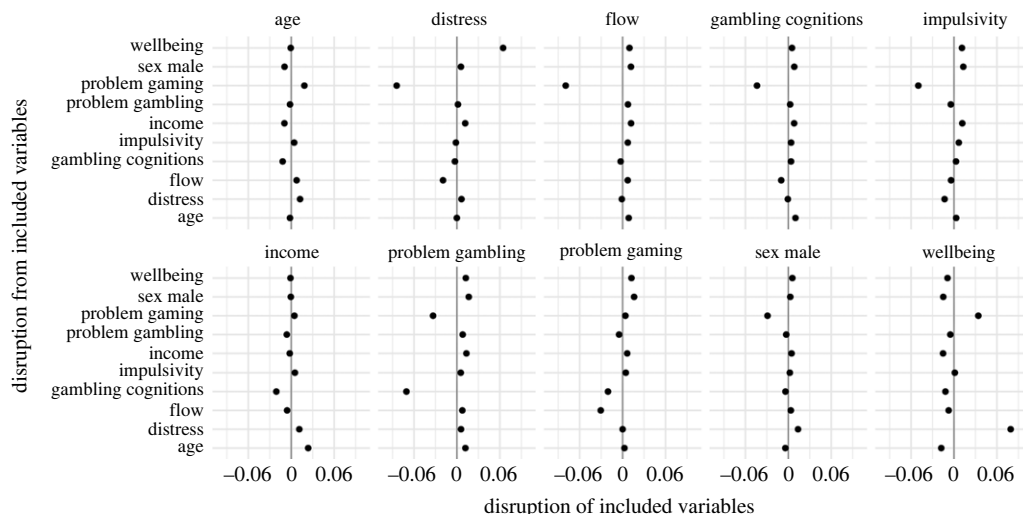 age distress flow gambling cognitions impulsivity
wellbeing
sex male
problem gaming
problem gambling
income
impulsivity
gambling cognitions
flow
distress
age
income problem gambling problem gaming sex male wellbeing
wellbeing
sex male
problem gaming
problem gambling
income
impulsivity
gambling cognitions
flow
distress
age
–0.06 0 0.06 –0.06 0 0.06 –0.06 0 0.06 –0.06 0 0.06 –0.06 0 0.06
disruption of included variables
disruption from included variables